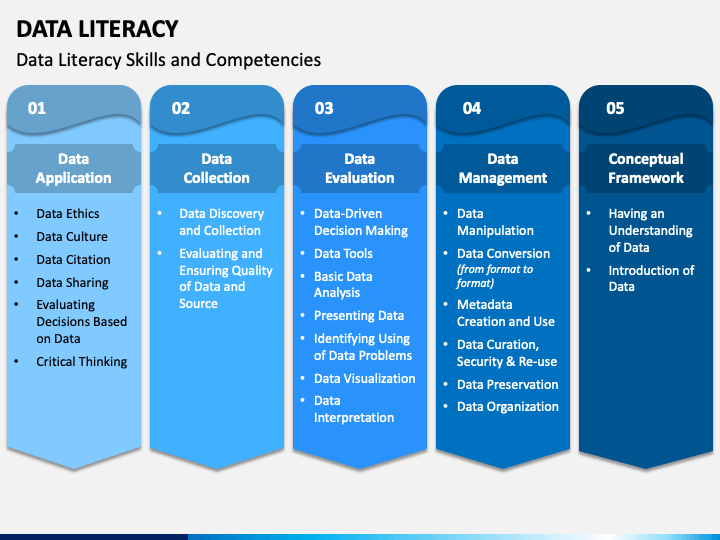 DATA LITERACY
Data Literacy Skills and Competencies
01
Data
Application
• Data Ethics
• Data Culture
• Data Citation
• Data Sharing
• Evaluating
Decisions Based
on Data
• Critical Thinking
02
Data
Collection
• Data Discovery
and Collection
• Evaluating and
Ensuring Quality
of Data and
Source
03
Data
Evaluation
• Data-Driven
Decision Making
• Data Tools
• Basic Data
Analysis
• Presenting Data
• Identifying Using
of Data Problems
• Data Visualization
• Data
Interpretation
04
Data
Management
• Data
Manipulation
• Data Conversion
(from format to
format)
• Metadata
Creation and Use
• Data Curation,
Security & Re-use
• Data Preservation
• Data Organization
05
Conceptual
Framework
• Having an
Understanding
of Data
• Introduction of
Data